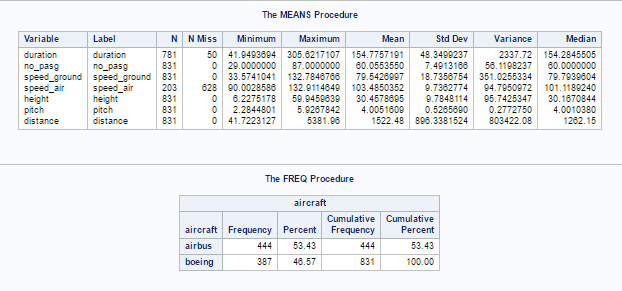 The MEANS Procedure
Variable Label N N Miss Minimum Maximum Mean Std Dev Variance Median
duration duration 781 50 41.9493694 305.6217107 154.7757191 48.3499237 2337.72 154.2845505
no_pasg no_pasg 831 0 29.0000000 87.0000000 60.0553550 7.4913166 56.1198237 60.0000000
speed_ground speed_ground 831 0 33.5741041 132.7846766 79.5426997 18.7356754 351.0255334 79.7939604
speed_air speed_air 203 628 90.0028586 132.9114649 103.4850352 9.7362774 94.7950972 101.1189240
height height 831 0 6.2275178 59.9459639 30.4578695 9.7848114 95.7425347 30.1670844
pitch pitch 831 0 2.2844801 5.9267842 4.0051609 0.5265690 0.2772750 4.0010380
distance distance 831 0 41.7223127 5381.96 1522.48 896.3381524 803422.08 1262.15
The FREQ Procedure
aircraft
aircraft Frequency Percent Cumulative Frequency Cumulative Percent
airbus 444 53.43 444 53.43
boeing 387 46.57 831 100.00